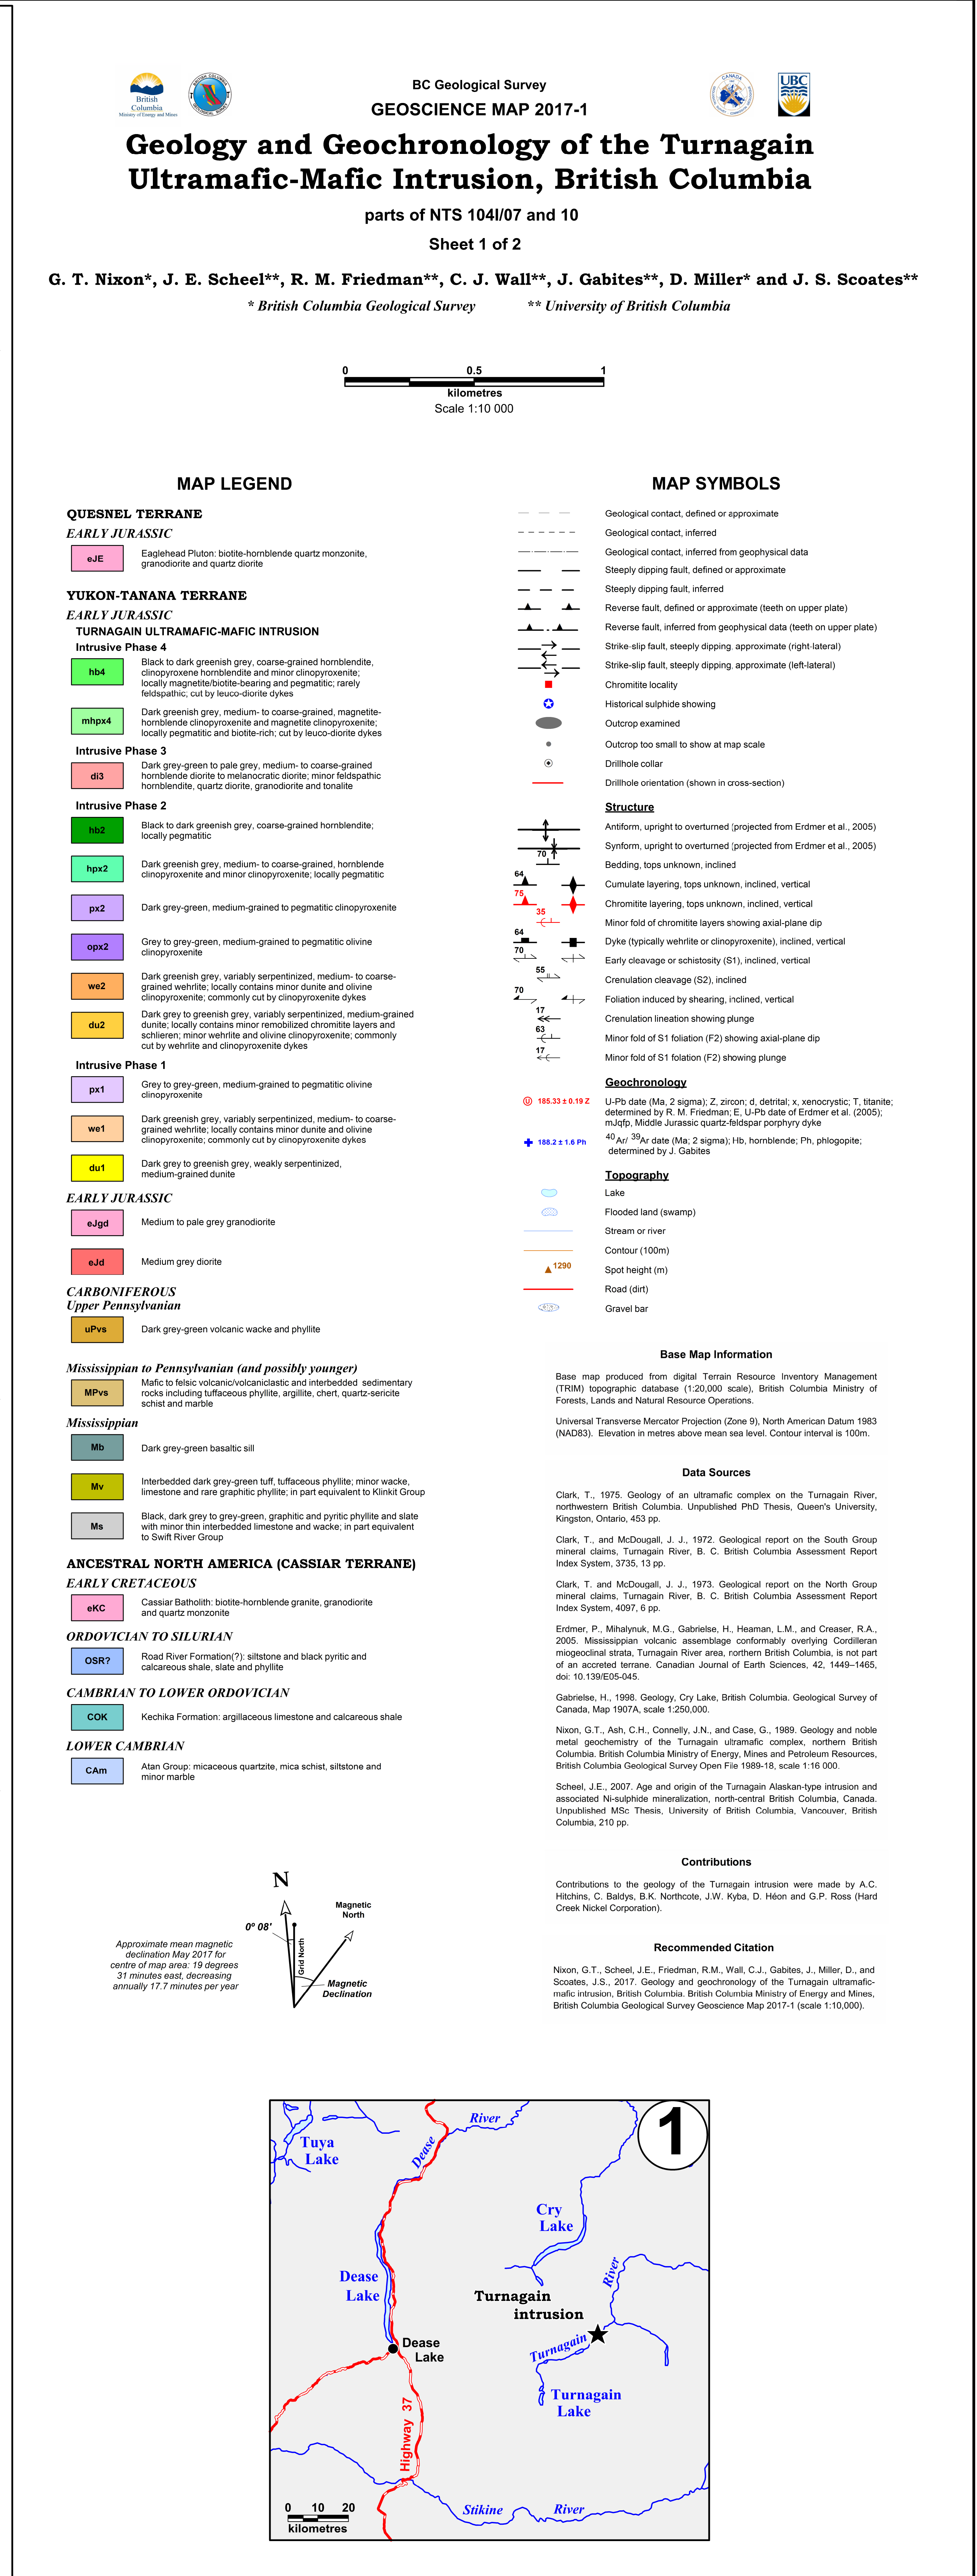 British
Columbia
Ministry of Energy and Mines
BRITISH COLUMBIA
GEOLOGICAL SURVEY
BC Geological Survey
GEOSCIENCE MAP 2017-1
CANADA
UBC
Geology and Geochronology of the Turnagain
Ultramafic-Mafic Intrusion, British Columbia
parts of NTS 104I/07 and 10
Sheet 1 of 2
G. T. Nixon*, J. E. Scheel**, R. M. Friedman**, C. J. Wall**, J. Gabites**, D. Miller* and J. S. Scoates**
* British Columbia Geological Survey ** University of British Columbia
0 0.5 1
kilometres
Scale 1:10 000
MAP LEGEND
QUESNEL TERRANE
EARLY JURASSIC
eJE
Eaglehead Pluton: biotite-hornblende quartz monzonite,
granodiorite and quartz diorite
YUKON-TANANA TERRANE
EARLY JURASSIC
TURNAGAIN ULTRAMAFIC-MAFIC INTRUSION
Intrusive Phase 4
hb4
Black to dark greenish grey, coarse-grained hornblendite,
clinopyroxene hornblendite and minor clinopyroxenite;
locally magnetite/biotite-bearing and pegmatitic; rarely
feldspathic; cut by leuco-diorite dykes
mhpx4
Dark greenish grey, medium- to coarse-grained, magnetite-
hornblende clinopyroxenite and magnetite clinopyroxenite;
locally pegmatitic and biotite-rich; cut by leuco-diorite dykes
Intrusive Phase 3
di3
Dark grey-green to pale grey, medium- to coarse-grained
hornblende diorite to melanocratic diorite; minor feldspathic
hornblendite, quartz diorite, granodiorite and tonalite
Intrusive Phase 2
hb2
Black to dark greenish grey, coarse-grained hornblendite;
locally pegmatitic
hpx2
Dark greenish grey, medium- to coarse-grained, hornblende
clinopyroxenite and minor clinopyroxenite; locally pegmatitic
px2
Dark grey-green, medium-grained to pegmatitic clinopyroxenite
opx2
Grey to grey-green, medium-grained to pegmatitic olivine
clinopyroxenite
we2
Dark greenish grey, variably serpentinized, medium- to coarse-
grained wehrlite; locally contains minor dunite and olivine
clinopyroxenite; commonly cut by clinopyroxenite dykes
du2
Dark grey to greenish grey, variably serpentinized, medium-grained
dunite; locally contains minor remobilized chromitite layers and
schlieren; minor wehrlite and olivine clinopyroxenite; commonly
cut by wehrlite and clinopyroxenite dykes
Intrusive Phase 1
px1
Grey to grey-green, medium-grained to pegmatitic olivine
clinopyroxenite
we1
Dark greenish grey, variably serpentinized, medium- to coarse-
grained wehrlite; locally contains minor dunite and olivine
clinopyroxenite; commonly cut by clinopyroxenite dykes
du1
Dark grey to greenish grey, weakly serpentinized,
medium-grained dunite
EARLY JURASSIC
eJgd
Medium to pale grey granodiorite
eJd
Medium grey diorite
CARBONIFEROUS
Upper Pennsylvanian
uPvs
Dark grey-green volcanic wacke and phyllite
Mississippian to Pennsylvanian (and possibly younger)
MPvs
Mafic to felsic volcanic/volcaniclastic and interbedded sedimentary
rocks including tuffaceous phyllite, argillite, chert, quartz-sericite
schist and marble
Mississippian
Mb
Dark grey-green basaltic sill
Mv
Interbedded dark grey-green tuff, tuffaceous phyllite; minor wacke,
limestone and rare graphitic phyllite; in part equivalent to Klinkit Group
Ms
Black, dark grey to grey-green, graphitic and pyritic phyllite and slate
with minor thin interbedded limestone and wacke; in part equivalent
to Swift River Group
ANCESTRAL NORTH AMERICA (CASSIAR TERRANE)
EARLY CRETACEOUS
eKC
Cassiar Batholith: biotite-hornblende granite, granodiorite
and quartz monzonite
ORDOVICIAN TO SILURIAN
OSR?
Road River Formation(?): siltstone and black pyritic and
calcareous shale, slate and phyllite
CAMBRIAN TO LOWER ORDOVICIAN
COK
Kechika Formation: argillaceous limestone and calcareous shale
LOWER CAMBRIAN
CAm
Atan Group: micaceous quartzite, mica schist, siltstone and
minor marble
N
0º 08'
Magnetic
North
Grid North
Magnetic
Declination
Approximate mean magnetic
declination May 2017 for
centre of map area: 19 degrees
31 minutes east, decreasing
annually 17.7 minutes per year
MAP SYMBOLS
Geological contact, defined or approximate
Geological contact, inferred
Geological contact, inferred from geophysical data
Steeply dipping fault, defined or approximate
Steeply dipping fault, inferred
Reverse fault, defined or approximate (teeth on upper plate)
Reverse fault, inferred from geophysical data (teeth on upper plate)
Strike-slip fault, steeply dipping, approximate (right-lateral)
Strike-slip fault, steeply dipping, approximate (left-lateral)
Chromitite locality
Historical sulphide showing
Outcrop examined
Outcrop too small to show at map scale
Drillhole collar
Drillhole orientation (shown in cross-section)
Structure
Antiform, upright to overturned (projected from Erdmer et al., 2005)
Synform, upright to overturned (projected from Erdmer et al., 2005)
70
Bedding, tops unknown, inclined
64
Cumulate layering, tops unknown, inclined, vertical
75
Chromitite layering, tops unknown, inclined, vertical
35
Minor fold of chromitite layers showing axial-plane dip
64
Dyke (typically wehrlite or clinopyroxenite), inclined, vertical
70
Early cleavage or schistosity (S1), inclined, vertical
55
Crenulation cleavage (S2), inclined
70
Foliation induced by shearing, inclined, vertical
17
Crenulation lineation showing plunge
63
Minor fold of S1 foliation (F2) showing axial-plane dip
17
Minor fold of S1 foliation (F2) showing plunge
Geochronology
U 185.33 ± 0.19 Z
U-Pb date (Ma, 2 sigma); Z, zircon; d, detrital; x, xenocrystic; T, titanite;
determined by R. M. Friedman; E, U-Pb date of Erdmer et al. (2005);
mJqfp, Middle Jurassic quartz-feldspar porphyry dyke
188.2 ± 1.6 Ph
40Ar/ 39Ar date (Ma; 2 sigma); Hb, hornblende; Ph, phlogopite;
determined by J. Gabites
Topography
Lake
Flooded land (swamp)
Stream or river
Contour (100m)
1290
Spot height (m)
Road (dirt)
Gravel bar
Base Map Information
Base map produced from digital Terrain Resource Inventory Management
(TRIM) topographic database (1:20,000 scale), British Columbia Ministry of
Forests, Lands and Natural Resource Operations.
Universal Transverse Mercator Projection (Zone 9), North American Datum 1983
(NAD83). Elevation in metres above mean sea level. Contour interval is 100m.
Data Sources
Clark, T., 1975. Geology of an ultramafic complex on the Turnagain River,
northwestern British Columbia. Unpublished PhD Thesis, Queen's University,
Kingston, Ontario, 453 pp.
Clark, T., and McDougall, J. J., 1972. Geological report on the South Group
mineral claims, Turnagain River, B. C. British Columbia Assessment Report
Index System, 3735, 13 pp.
Clark, T. and McDougall, J. J., 1973. Geological report on the North Group
mineral claims, Turnagain River, B. C. British Columbia Assessment Report
Index System, 4097, 6 pp.
Erdmer, P., Mihalynuk, M.G., Gabrielse, H., Heaman, L.M., and Creaser, R.A.,
2005. Mississippian volcanic assemblage conformably overlying Cordilleran
miogeoclinal strata, Turnagain River area, northern British Columbia, is not part
of an accreted terrane. Canadian Journal of Earth Sciences, 42, 1449–1465,
doi: 10.139/E05-045.
Gabrielse, H., 1998. Geology, Cry Lake, British Columbia. Geological Survey of
Canada, Map 1907A, scale 1:250,000.
Nixon, G.T., Ash, C.H., Connelly, J.N., and Case, G., 1989. Geology and noble
metal geochemistry of the Turnagain ultramafic complex, northern British
Columbia. British Columbia Ministry of Energy, Mines and Petroleum Resources,
British Columbia Geological Survey Open File 1989-18, scale 1:16 000.
Scheel, J.E., 2007. Age and origin of the Turnagain Alaskan-type intrusion and
associated Ni-sulphide mineralization, north-central British Columbia, Canada.
Unpublished MSc Thesis, University of British Columbia, Vancouver, British
Columbia, 210 pp.
Contributions
Contributions to the geology of the Turnagain intrusion were made by A.C.
Hitchins, C. Baldys, B.K. Northcote, J.W. Kyba, D. Héon and G.P. Ross (Hard
Creek Nickel Corporation).
Recommended Citation
Nixon, G.T., Scheel, J.E., Friedman, R.M., Wall, C.J., Gabites, J., Miller, D., and
Scoates, J.S., 2017. Geology and geochronology of the Turnagain ultramafic-
mafic intrusion, British Columbia. British Columbia Ministry of Energy and Mines,
British Columbia Geological Survey Geoscience Map 2017-1 (scale 1:10,000).
1
Tuya
Lake
Dease
River
Cry
Lake
Dease
Lake
River
Turnagain
intrusion
Turnagain
Dease
Lake
Turnagain
Lake
Highway 37
Stikine
River
0 10 20
kilometres